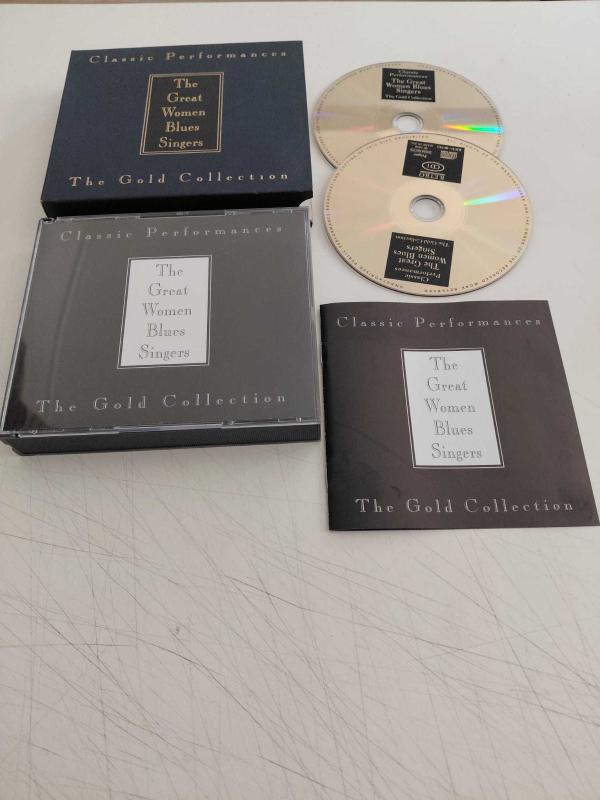 Classic Performances
The
Great
Women
Blues
Singers
The Gold Collection
Classic
Performances
The Great
Women Blues
Singers
The Gold Collection
RETRO
CD1
Classic
Performances
The Great
Women Blues
Singers
The Gold Collection
Classic Performances
The
Great
Women
Blues
Singers
The Gold Collection
Classic Performances
The
Great
Women
Blues
Singers
The Gold Collection